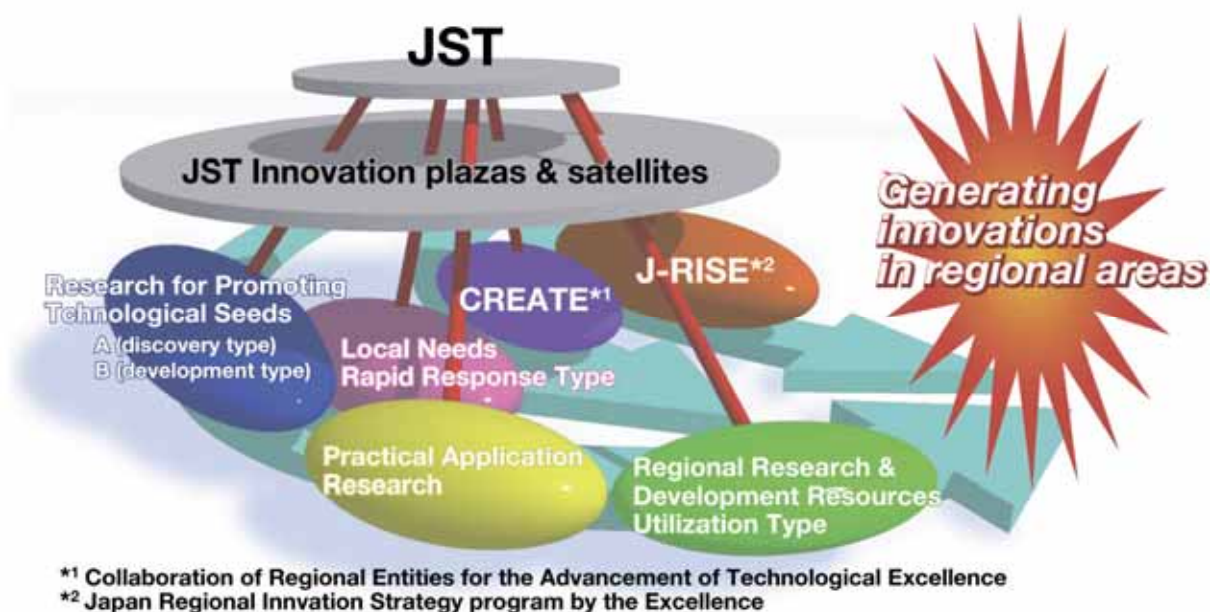 JST
JST Innovation plazas & satellites
Generating
innovations
in regional areas
Research for Promoting
Tchnological Seeds
A (discovery type)
B (development type)
Local Needs
Rapid Response Type
CREATE*1
J-RISE*2
Practical Application
Research
Regional Research &
Development Resources
Utilization Type
*1 Collaboration of Regional Entities for the Advancement of Technological Excellence
*2 Japan Regional Innvation Strategy program by the Excellence